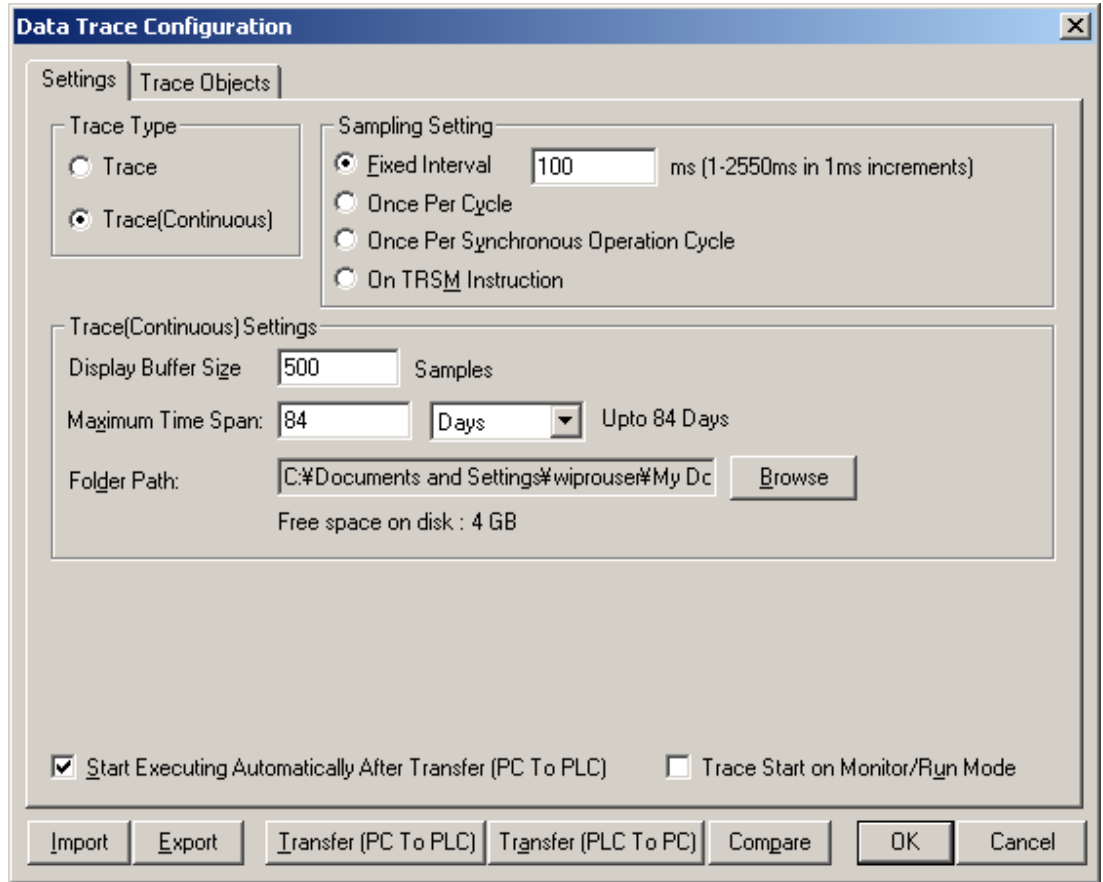 Data Trace Configuration
Settings
Trace Objects
Trace Type
Trace
Trace(Continuous)
Sampling Setting
Fixed Interval 100 ms (1-2550ms in 1ms increments)
Once Per Cycle
Once Per Synchronous Operation Cycle
On TRSM Instruction
Trace(Continuous) Settings
Display Buffer Size 500 Samples
Maximum Time Span: 84 Days Upto 84 Days
Folder Path: C:¥Documents and Settings¥wiprouser¥My Dc Browse
Free space on disk : 4 GB
Start Executing Automatically After Transfer (PC To PLC)
Trace Start on Monitor/Run Mode
Import Export Transfer (PC To PLC) Transfer (PLC To PC) Compare OK Cancel